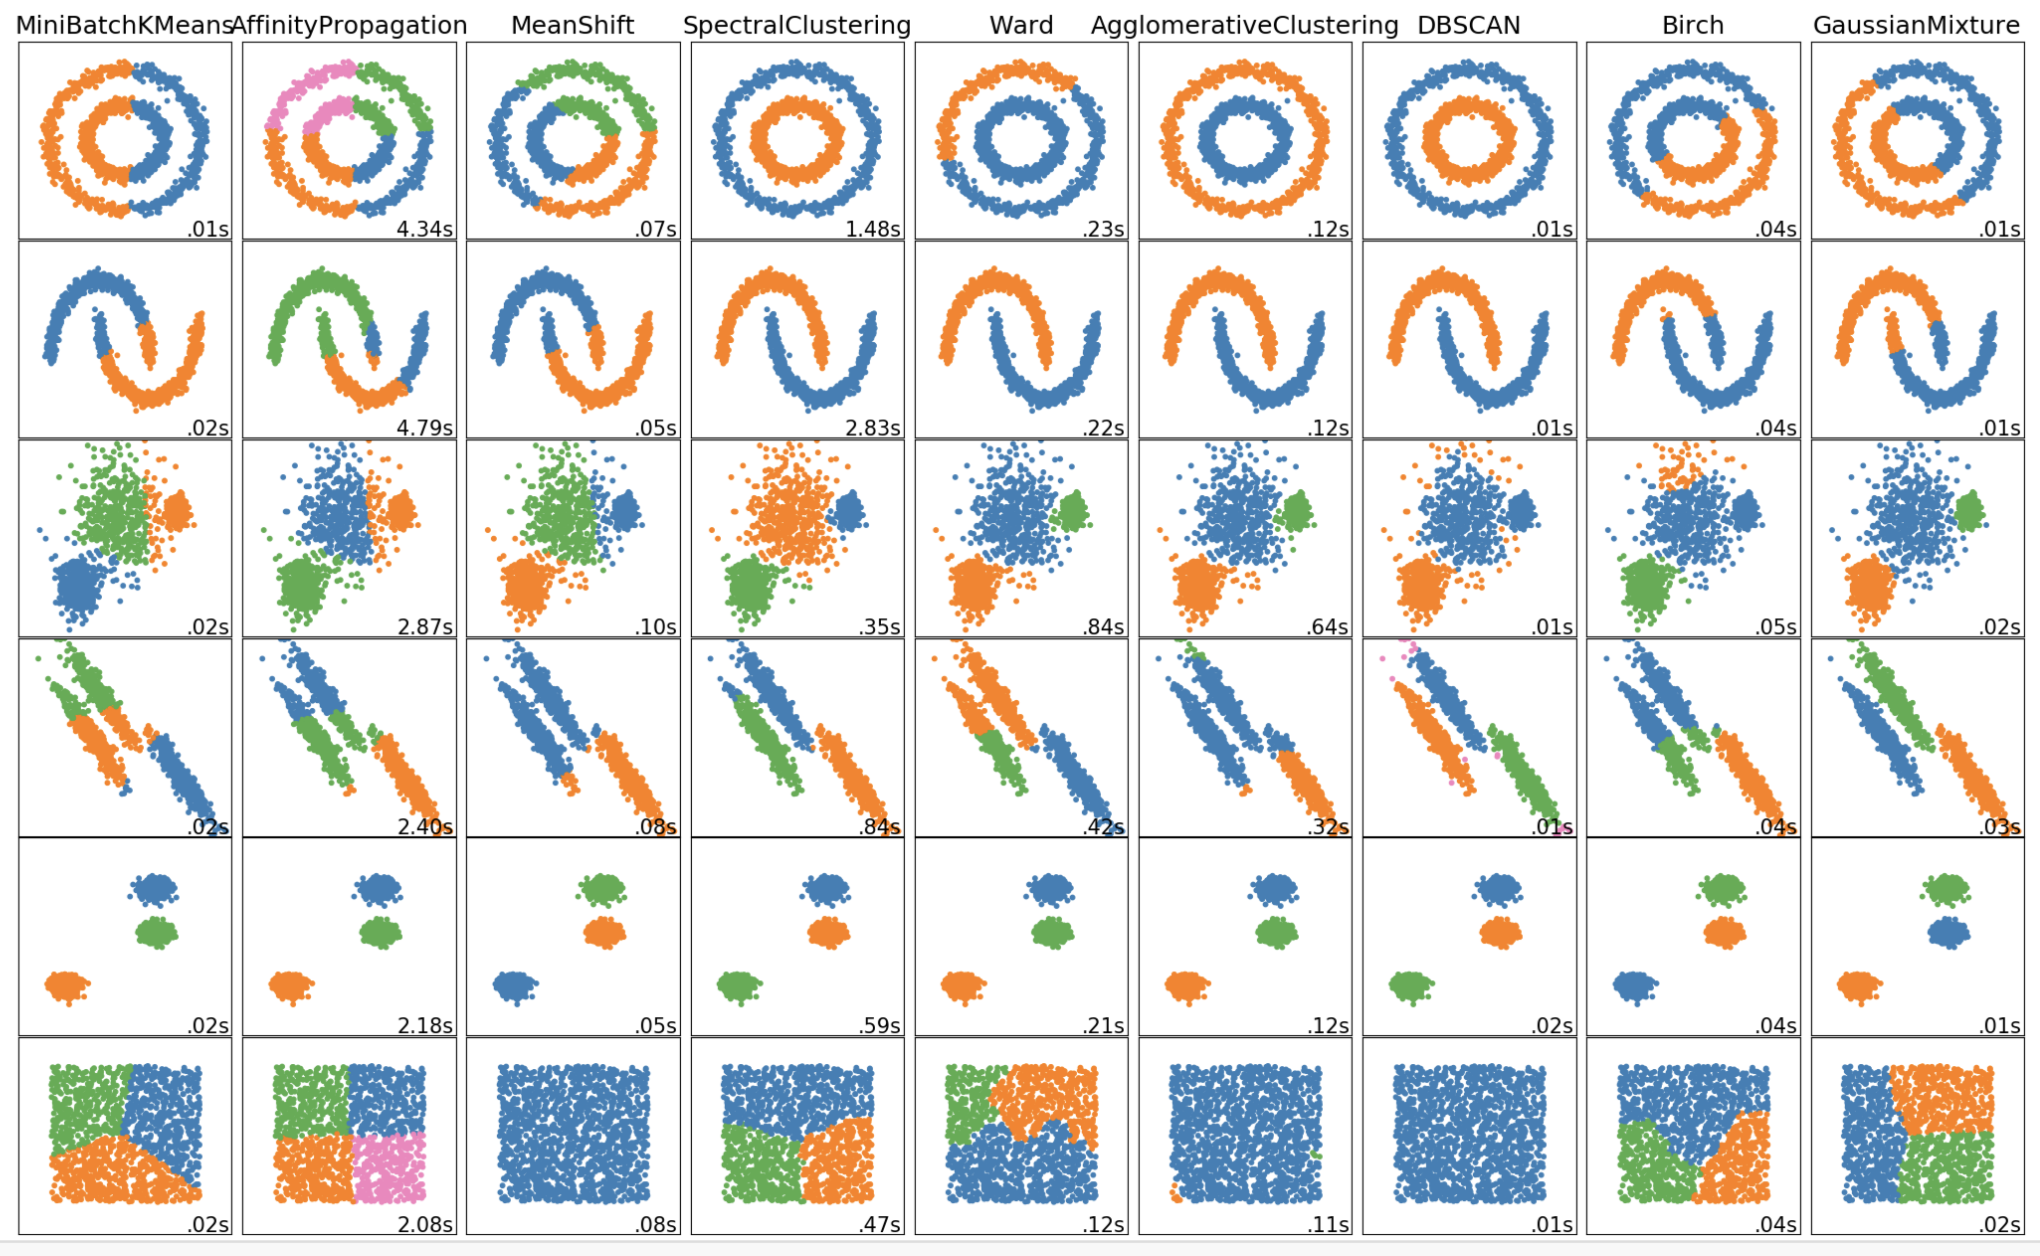 MiniBatchKMeans AffinityPropagation MeanShift SpectralClustering Ward AgglomerativeClustering DBSCAN Birch GaussianMixture
.01s 4.34s .07s 1.48s .23s .12s .01s .04s .01s
.02s 4.79s .05s 2.83s .22s .12s .01s .04s .01s
.02s 2.87s .10s .35s .84s .64s .01s .05s .02s
.02s 2.40s .08s .84s .42s .32s .01s .04s .03s
.02s 2.18s .05s .59s .21s .12s .02s .04s .01s
.02s 2.08s .08s .47s .12s .11s .01s .04s .02s